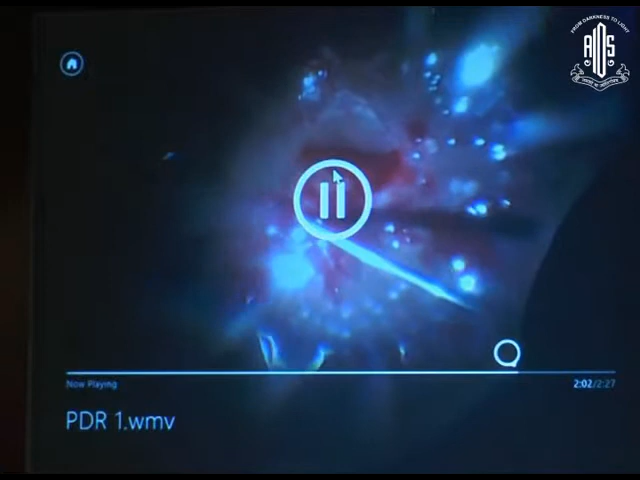 FROM DARKNESS TO LIGHT
Now Playing
2:02/2:27
PDR 1.wmv